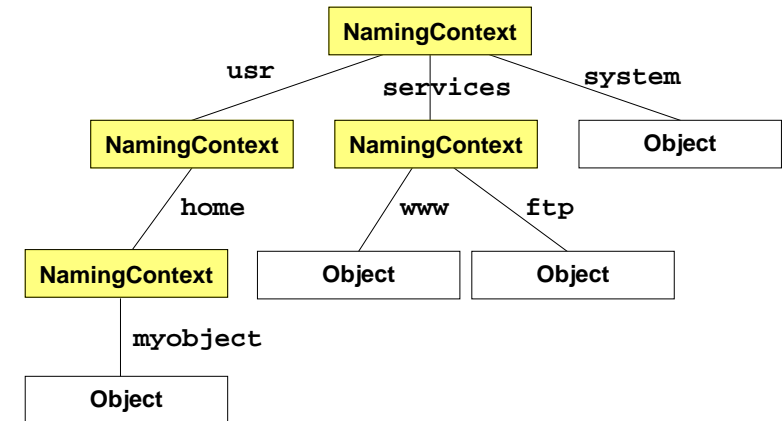 NamingContext
usr
services
system
NamingContext
NamingContext
Object
home
www
ftp
NamingContext
Object
Object
myobject
Object